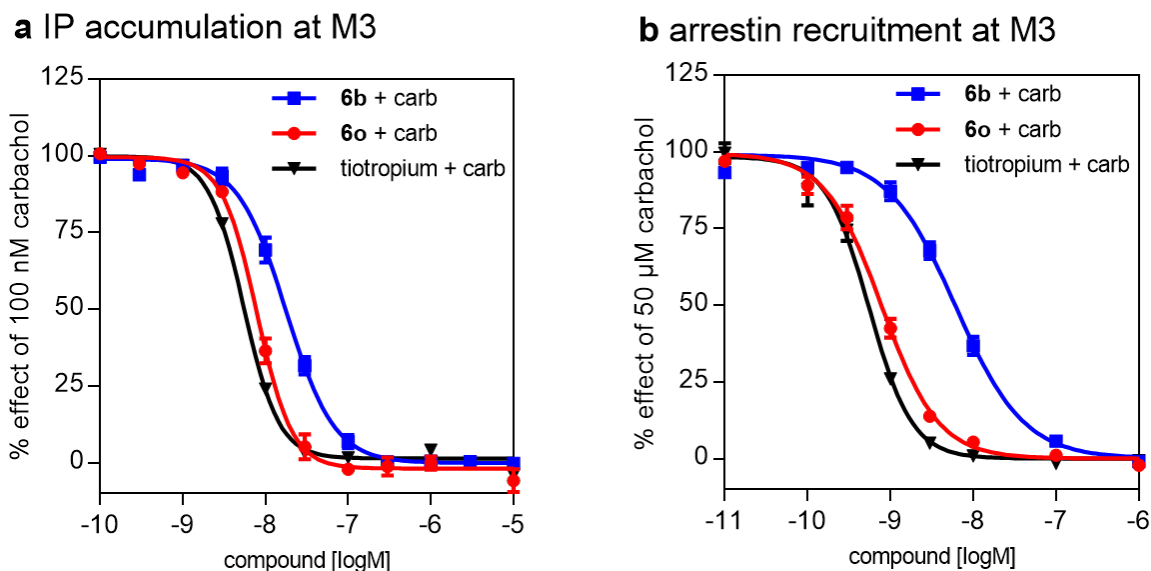 a IP accumulation at M3
% effect of 100 nM carbachol
125
100
75
50
25
0
6b + carb
6o + carb
tiotropium + carb
-10 -9 -8 -7 -6 -5
compound [logM]
b arrestin recruitment at M3
% effect of 50 µM carbachol
125
100
75
50
25
0
6b + carb
6o + carb
tiotropium + carb
-11 -10 -9 -8 -7 -6
compound [logM]